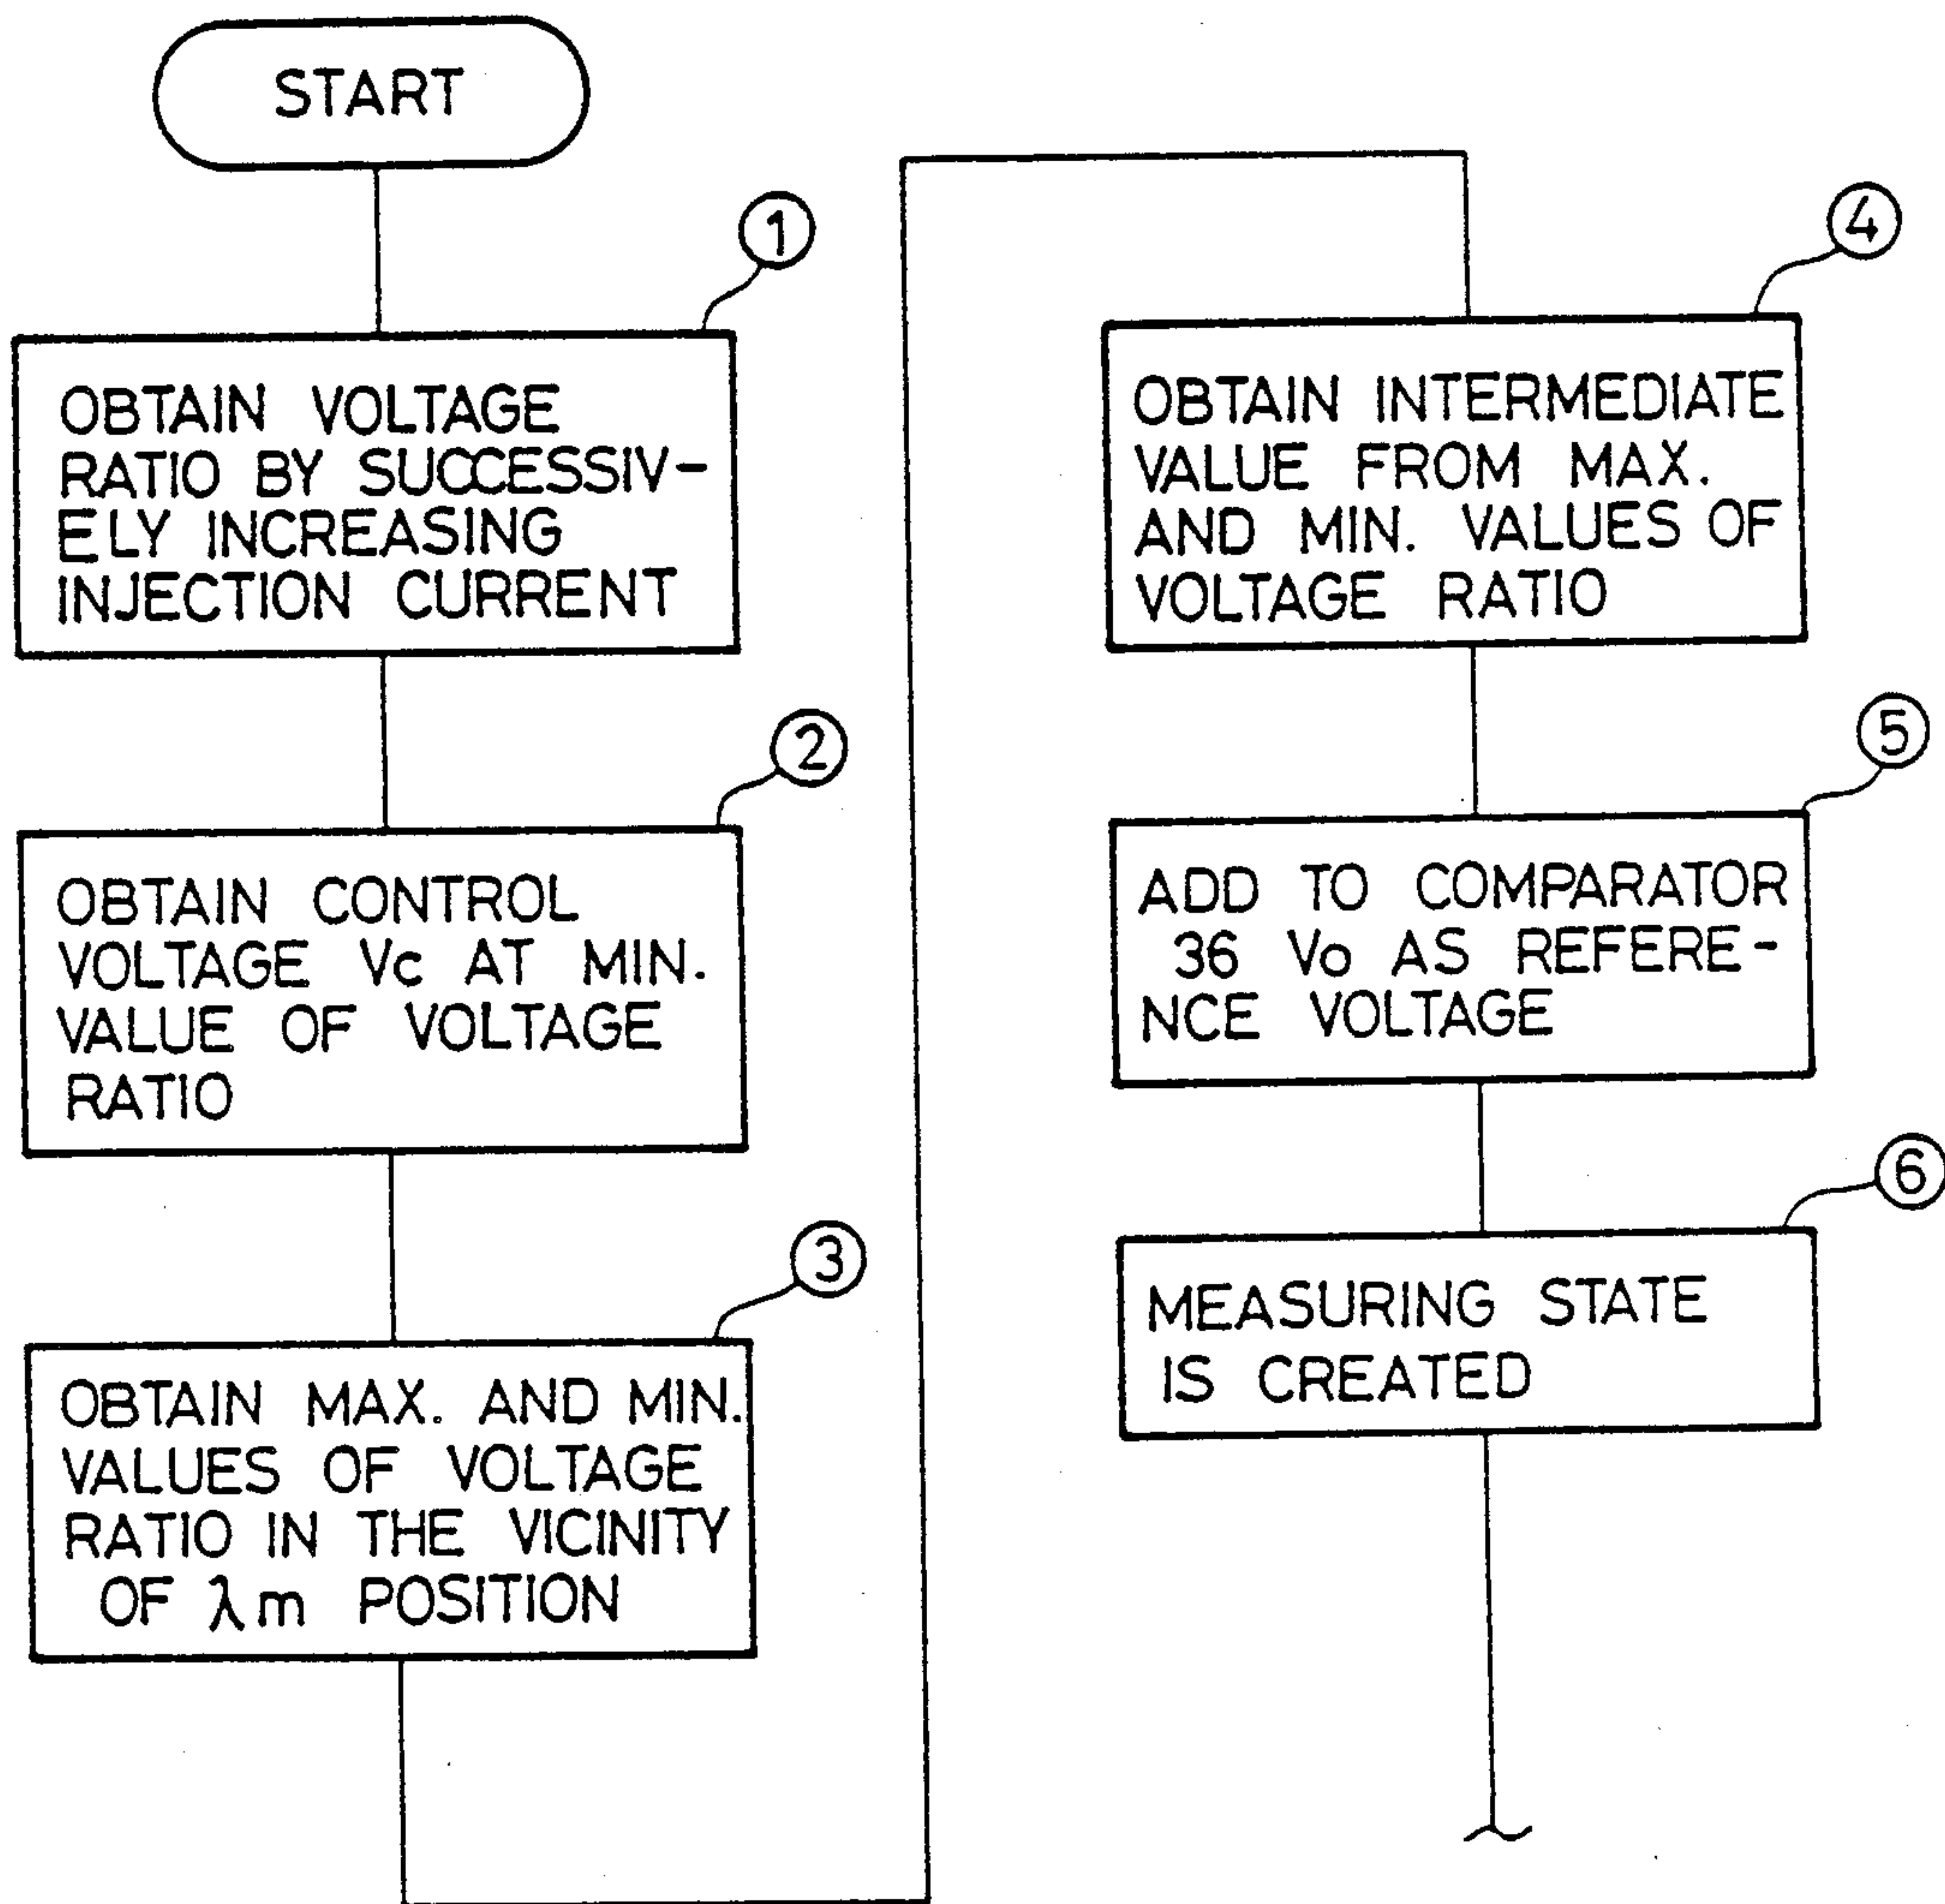 START
1
OBTAIN VOLTAGE
RATIO BY SUCCESSIV-
ELY INCREASING
INJECTION CURRENT
2
OBTAIN CONTROL
VOLTAGE Vc AT MIN.
VALUE OF VOLTAGE
RATIO
3
OBTAIN MAX. AND MIN.
VALUES OF VOLTAGE
RATIO IN THE VICINITY
OF λm POSITION
4
OBTAIN INTERMEDIATE
VALUE FROM MAX.
AND MIN. VALUES OF
VOLTAGE RATIO
5
ADD TO COMPARATOR
36 Vo AS REFERE-
NCE VOLTAGE
6
MEASURING STATE
IS CREATED